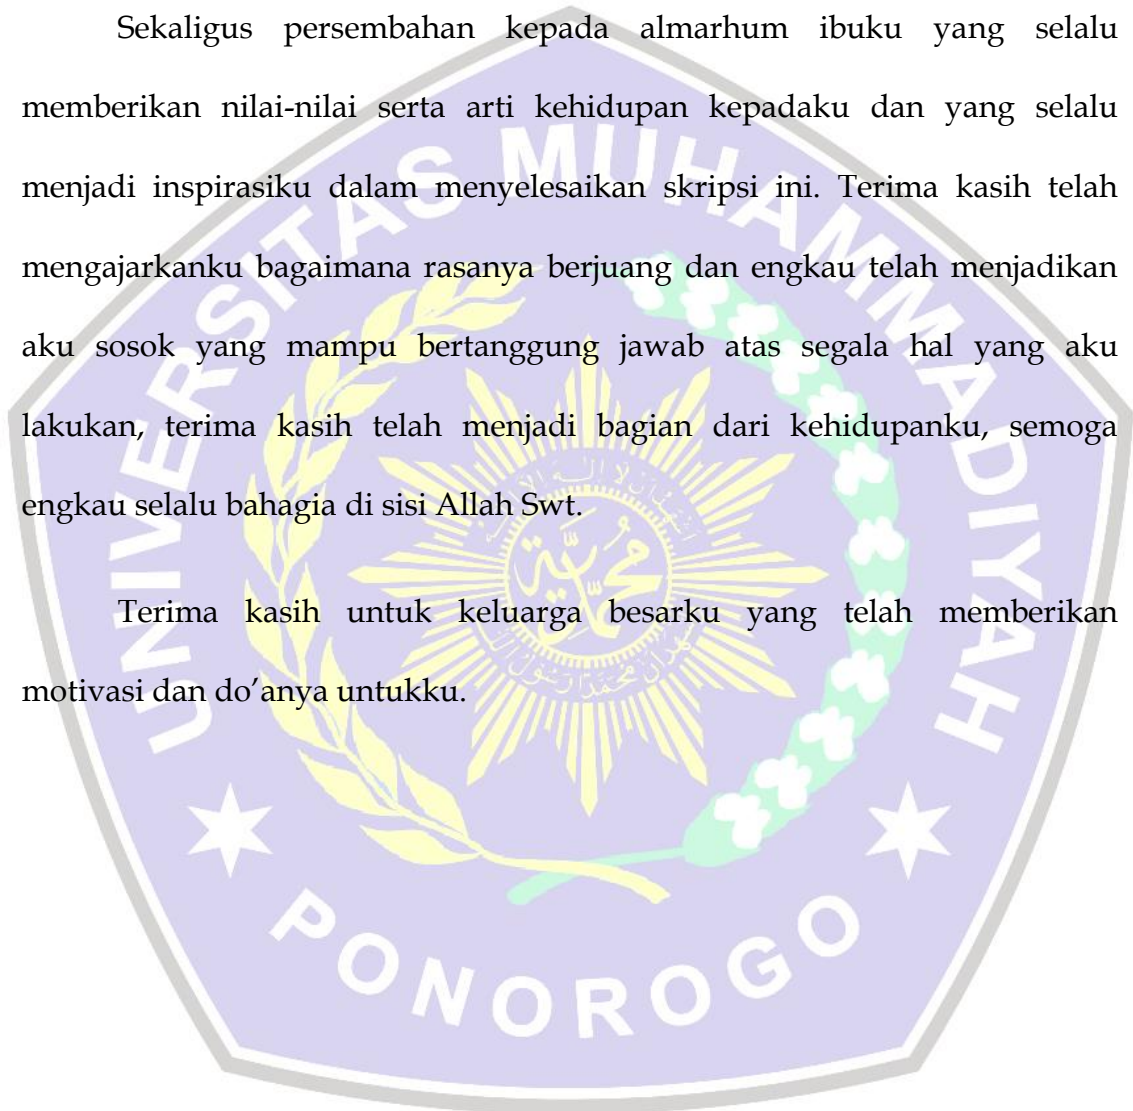 Sekaligus persembahan kepada almarhum ibuku yang selalu
memberikan nilai-nilai serta arti kehidupan kepadaku dan yang selalu
menjadi inspirasiku dalam menyelesaikan skripsi ini. Terima kasih telah
mengajarkanku bagaimana rasanya berjuang dan engkau telah menjadikan
aku sosok yang mampu bertanggung jawab atas segala hal yang aku
lakukan, terima kasih telah menjadi bagian dari kehidupanku, semoga
engkau selalu bahagia di sisi Allah Swt.
Terima kasih untuk keluarga besarku yang telah memberikan
motivasi dan do’anya untukku.
UNIVERSITAS MUHAMMADIYAH
PONOROGO
محمدية